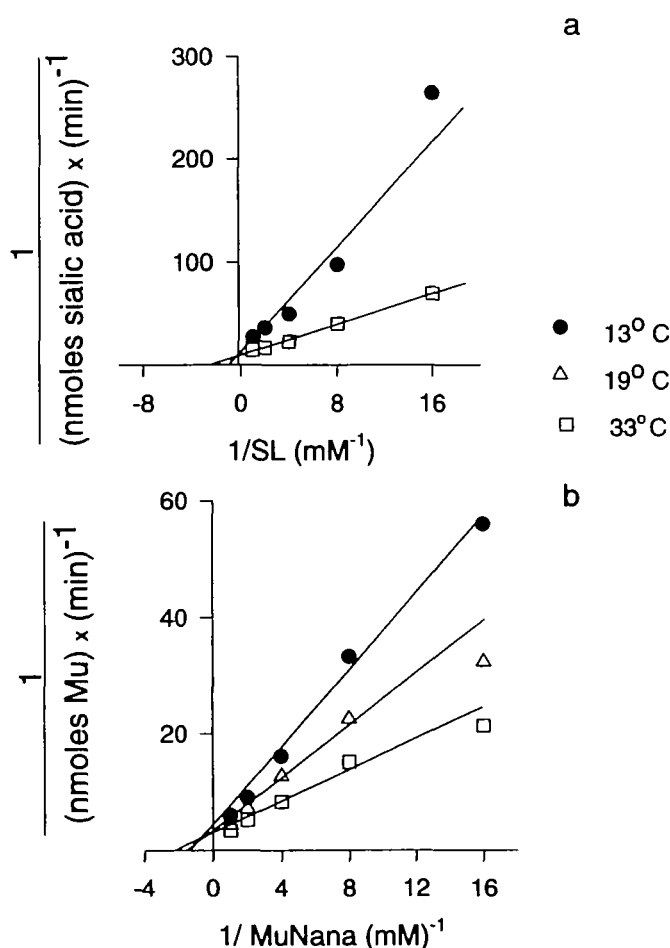 a
300
200
100
1
(nmoles sialic acid) x (min)-1
-8 0 8 16
1/SL (mM-1)
● 13° C
△ 19° C
□ 33° C
b
60
40
20
1
(nmoles Mu) x (min)-1
-4 0 4 8 12 16
1/ MuNana (mM)-1